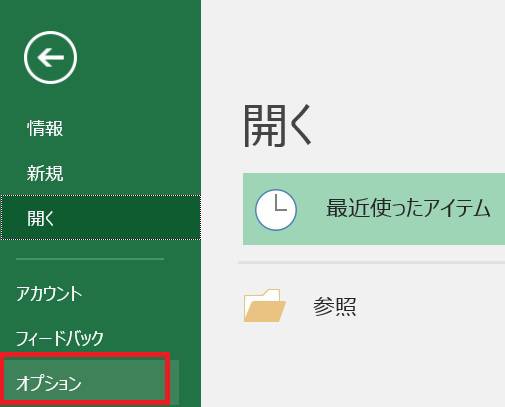 情報
新規
開く
アカウント
フィードバック
オプション
開く
最近使ったアイテム
参照